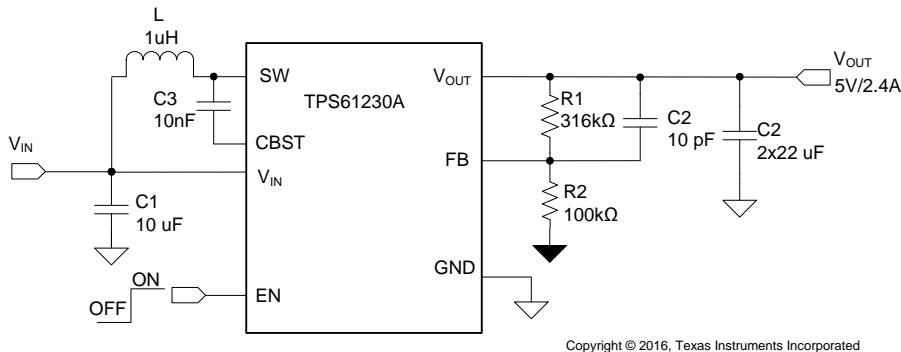 L
1uH
SW
C3
10nF
CBST
TPS61230A
VIN
VIN
C1
10 uF
OFF
ON
EN
VOUT
R1
316kΩ
C2
10 pF
C2
2x22 uF
VOUT
5V/2.4A
FB
R2
100kΩ
GND
Copyright © 2016, Texas Instruments Incorporated